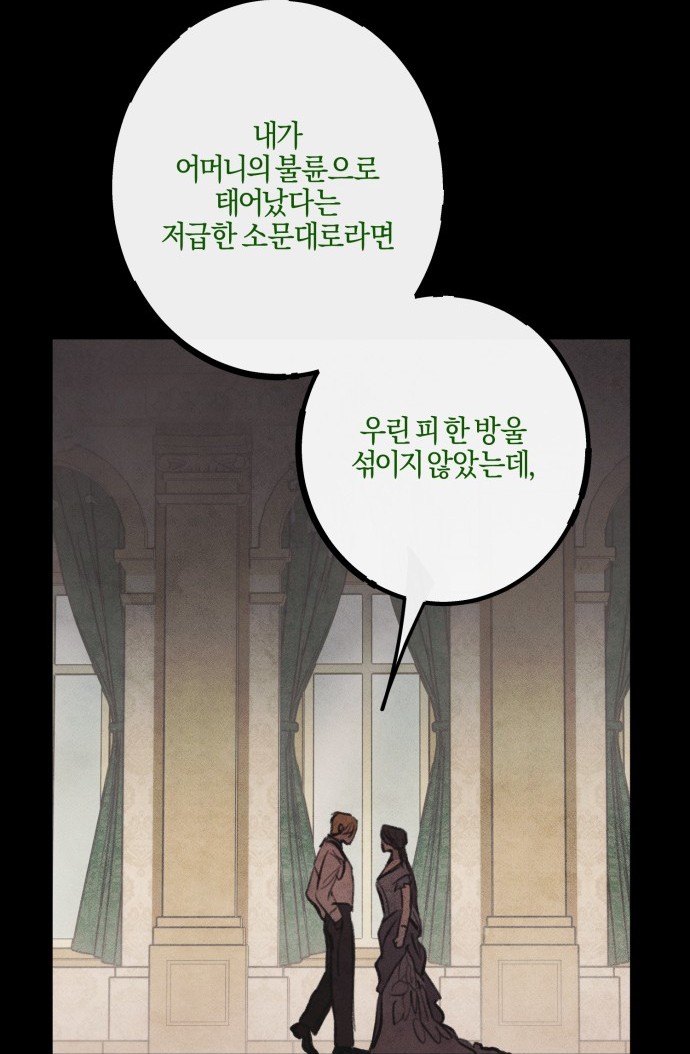 내가
어머니의 불륜으로
태어났다는
저급한 소문대로라면
우린 피 한 방울
섞이지 않았는데,